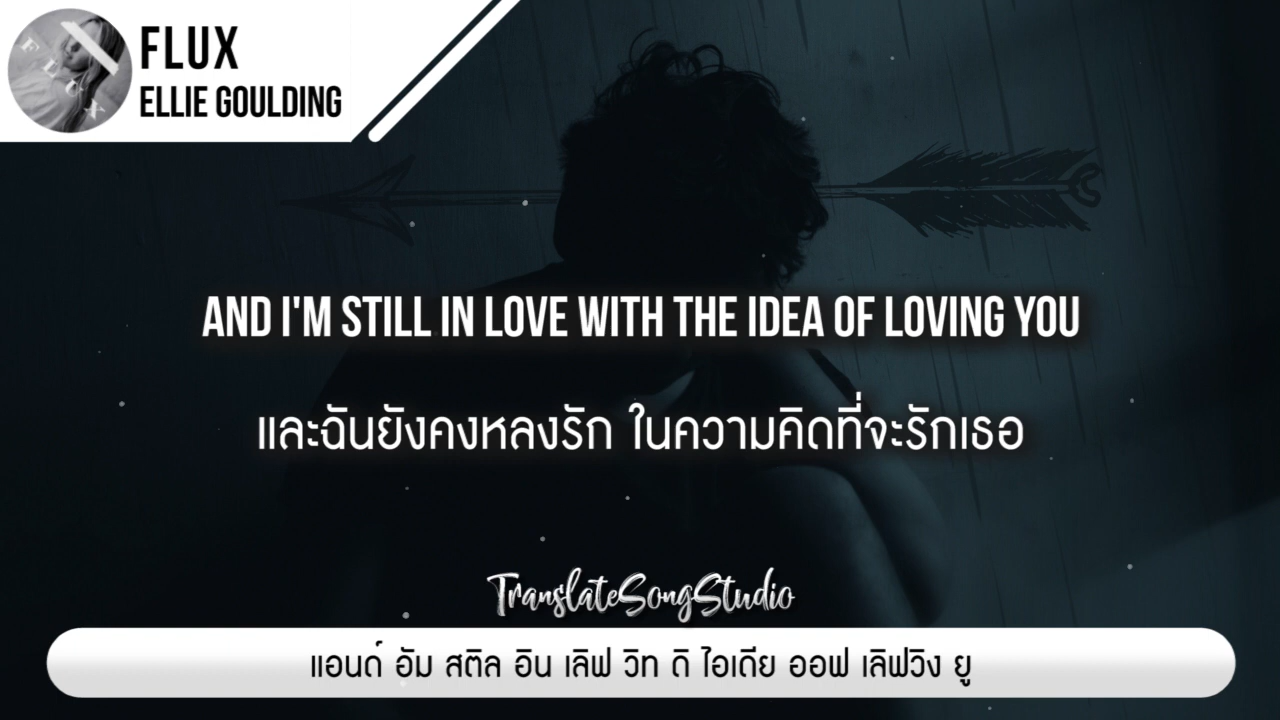 FLUX
ELLIE GOULDING
FLUX
AND I'M STILL IN LOVE WITH THE IDEA OF LOVING YOU
และฉันยังคงหลงรัก ในความคิดที่จะรักเธอ
TranslateSongStudio
แอนด์ อัม สติล อิน เลิฟ วิท ดิ ไอเดีย ออฟ เลิฟวิง ยู